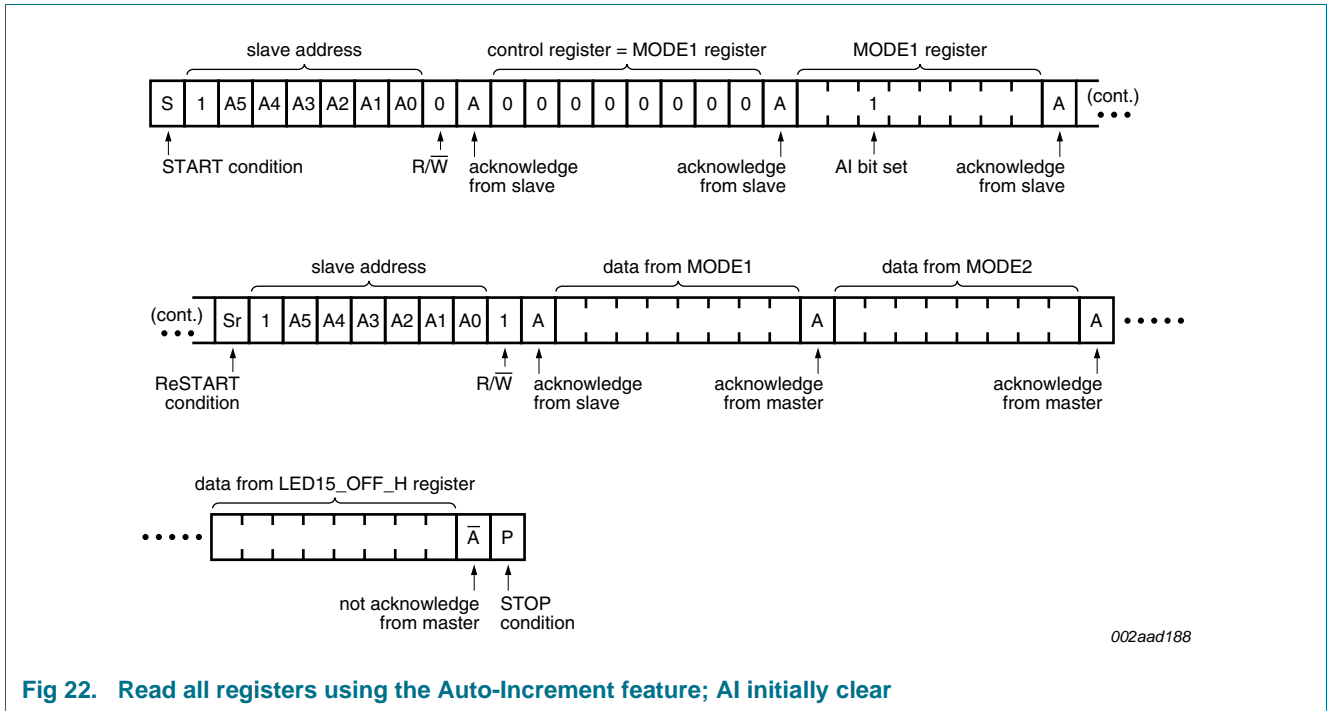 slave address control register = MODE1 register MODE1 register
S 1 A5 A4 A3 A2 A1 A0 0 A 0 0 0 0 0 0 0 0 A 1 A (cont.)
START condition R/W̅ acknowledge from slave acknowledge from slave AI bit set acknowledge from slave
slave address data from MODE1 data from MODE2
(cont.) Sr 1 A5 A4 A3 A2 A1 A0 1 A A A
ReSTART condition R/W̅ acknowledge from slave acknowledge from master acknowledge from master
data from LED15_OFF_H register
A̅ P
not acknowledge from master STOP condition
002aad188
Fig 22. Read all registers using the Auto-Increment feature; AI initially clear